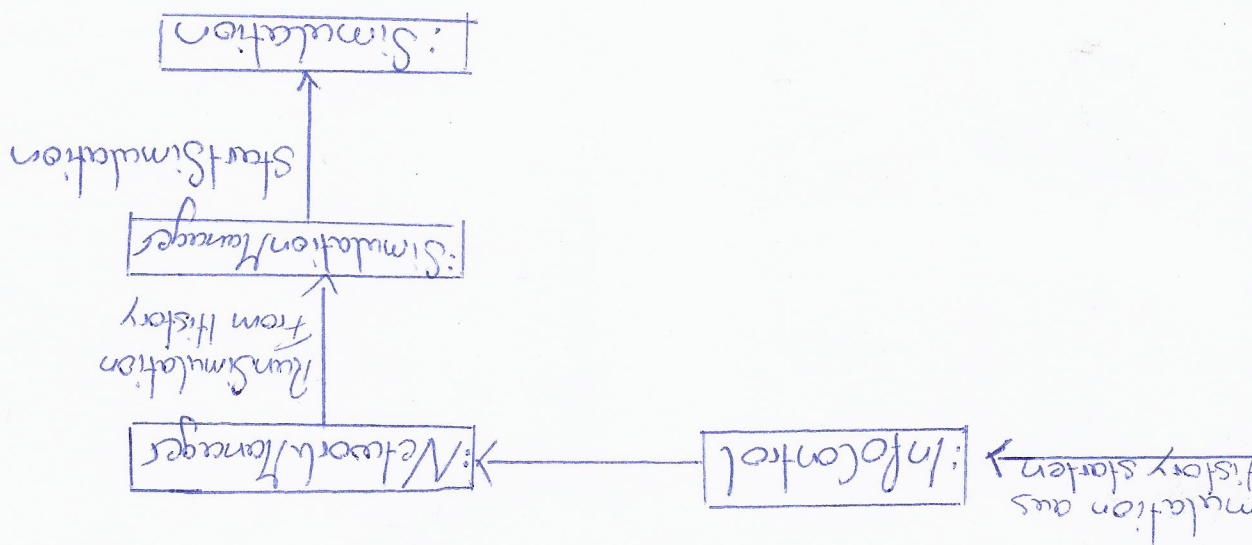 mulation aus
istory starten
:InfoControl
:NetworkManager
RunSimulation
From History
:SimulationManager
StartSimulation
:Simulation